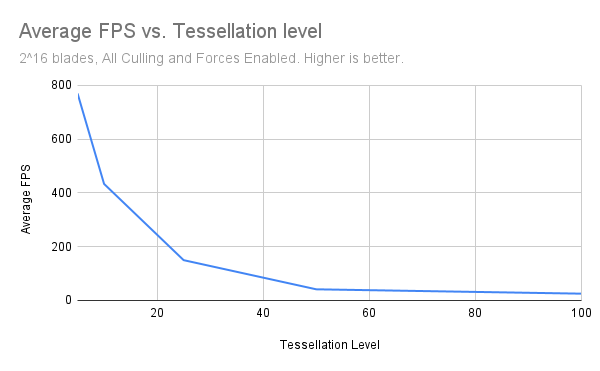 Average FPS vs. Tessellation level
2^16 blades, All Culling and Forces Enabled. Higher is better.
Average FPS
800
600
400
200
0
20 40 60 80 100
Tessellation Level